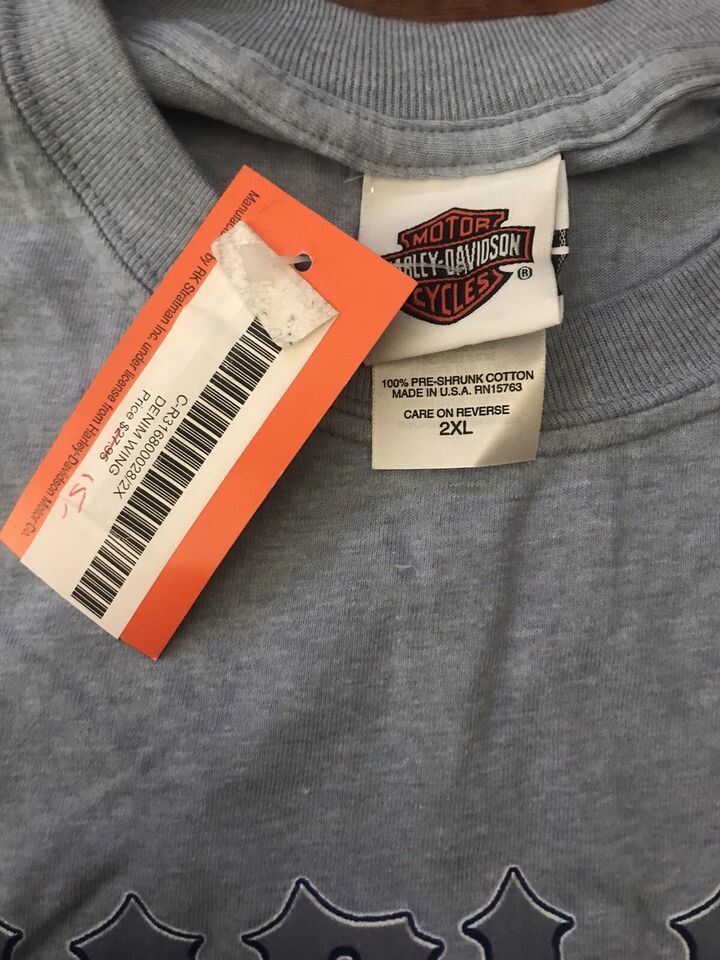 MOTOR
HARLEY-DAVIDSON
CYCLES
®
100% PRE-SHRUNK COTTON
MADE IN U.S.A. RN15763
CARE ON REVERSE
2XL
by RK Stratman Inc. under license from Harley-Davidson Motor Co.
C-R316800028/2X
DENIM WING
Price $27.95